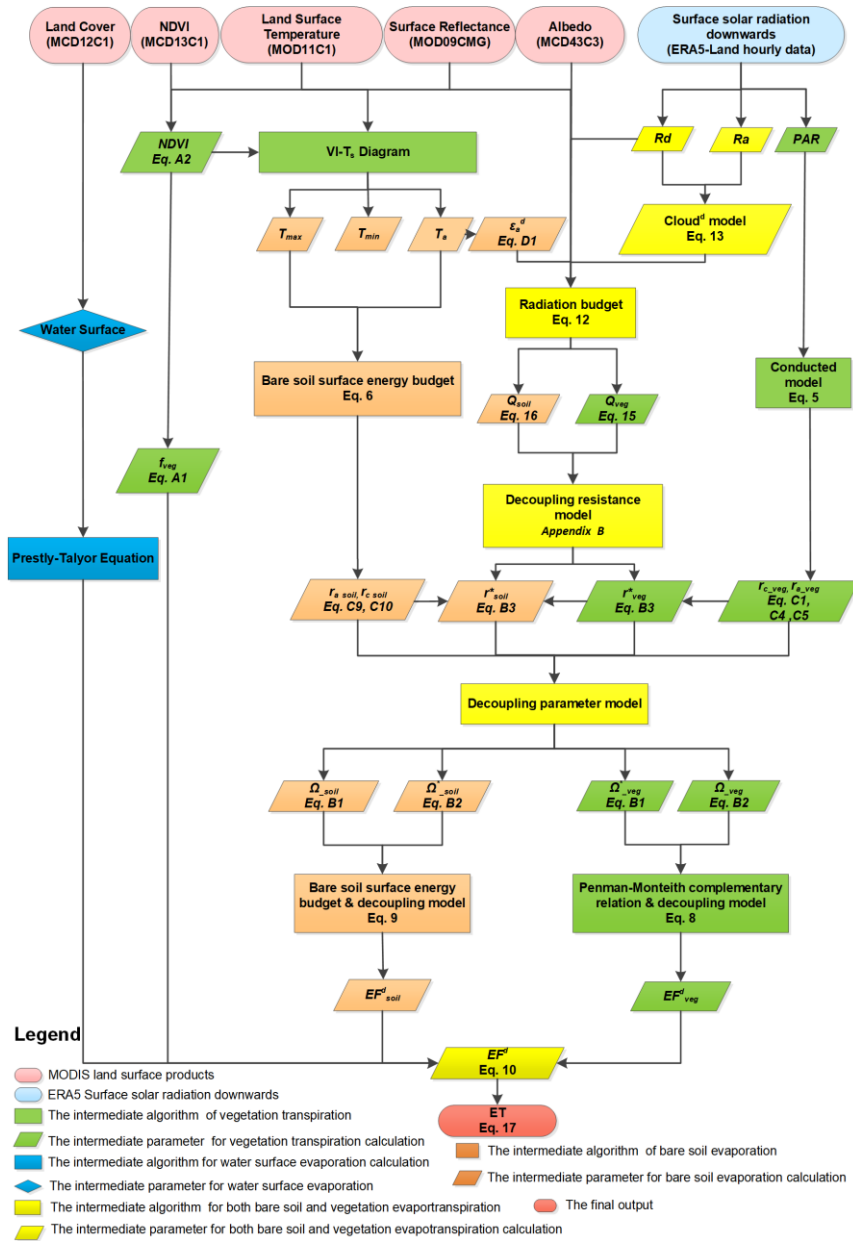 Land Cover
(MCD12C1)
NDVI
(MCD13C1)
Land Surface
Temperature
(MOD11C1)
Surface Reflectance
(MOD09CMG)
Albedo
(MCD43C3)
Surface solar radiation
downwards
(ERA5-Land hourly data)
NDVI
Eq. A2
VI-Ts Diagram
Rd
Ra
PAR
Tmax
Tmin
Ta
εa^d
Eq. D1
Cloud^d model
Eq. 13
Water Surface
Radiation budget
Eq. 12
Bare soil surface energy budget
Eq. 6
Conducted
model
Eq. 5
Qsoil
Eq. 16
Qveg
Eq. 15
fveg
Eq. A1
Decoupling resistance
model
Appendix B
Prestly-Talyor Equation
ra soil, rc soil
Eq. C9, C10
r*soil
Eq. B3
r*veg
Eq. B3
rc_veg, ra_veg
Eq. C1,
C4 ,C5
Decoupling parameter model
Ω_soil
Eq. B1
Ω*_soil
Eq. B2
Ω*_veg
Eq. B1
Ω_veg
Eq. B2
Bare soil surface energy
budget & decoupling model
Eq. 9
Penman-Monteith complementary
relation & decoupling model
Eq. 8
EF^d soil
EF^d veg
Legend
EF^d
Eq. 10
ET
Eq. 17
MODIS land surface products
ERA5 Surface solar radiation downwards
The intermediate algorithm of vegetation transpiration
The intermediate parameter for vegetation transpiration calculation
The intermediate algorithm for water surface evaporation calculation
The intermediate parameter for water surface evaporation
The intermediate algorithm for both bare soil and vegetation evaportranspiration
The intermediate parameter for both bare soil and vegetation evapotranspiration calculation
The intermediate algorithm of bare soil evaporation
The intermediate parameter for bare soil evaporation calculation
The final output